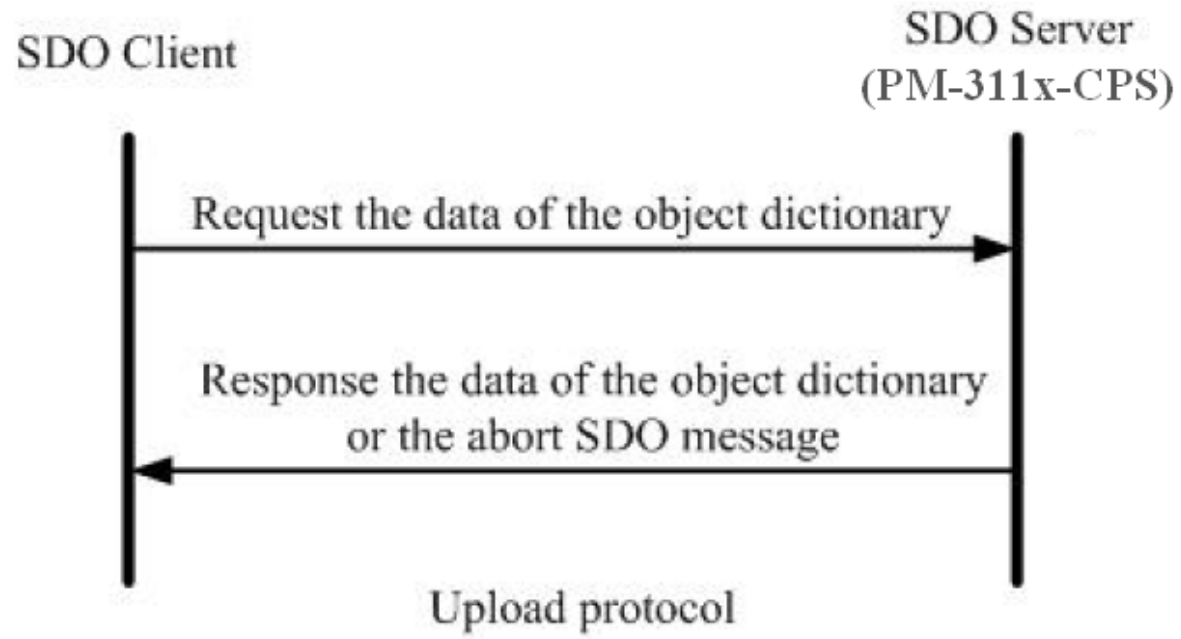 SDO Client
SDO Server
(PM-311x-CPS)
Request the data of the object dictionary
Response the data of the object dictionary
or the abort SDO message
Upload protocol